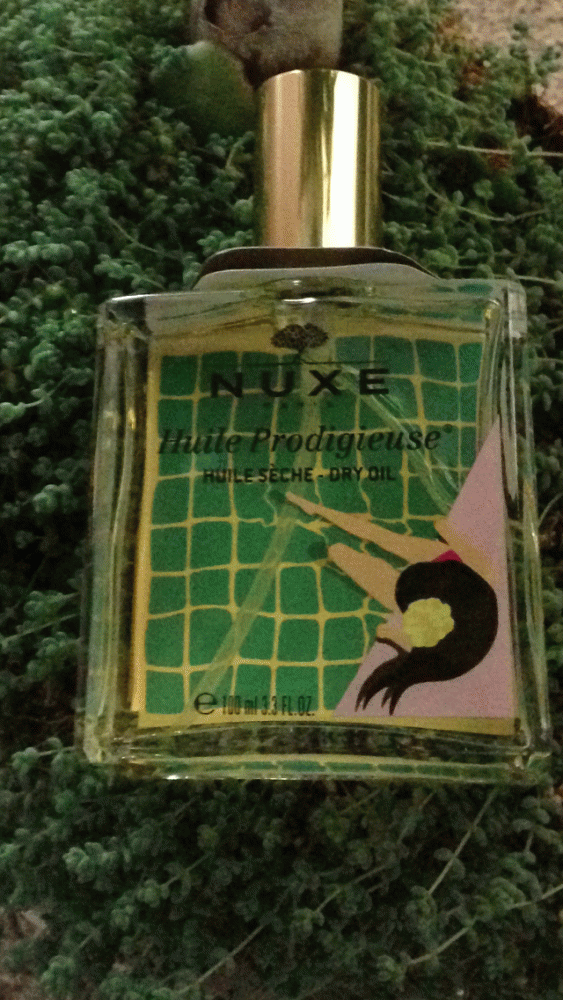 NUXE
Huile Prodigieuse®
HUILE SÈCHE - DRY OIL
℮ 100 ml 3.3 FL.OZ.